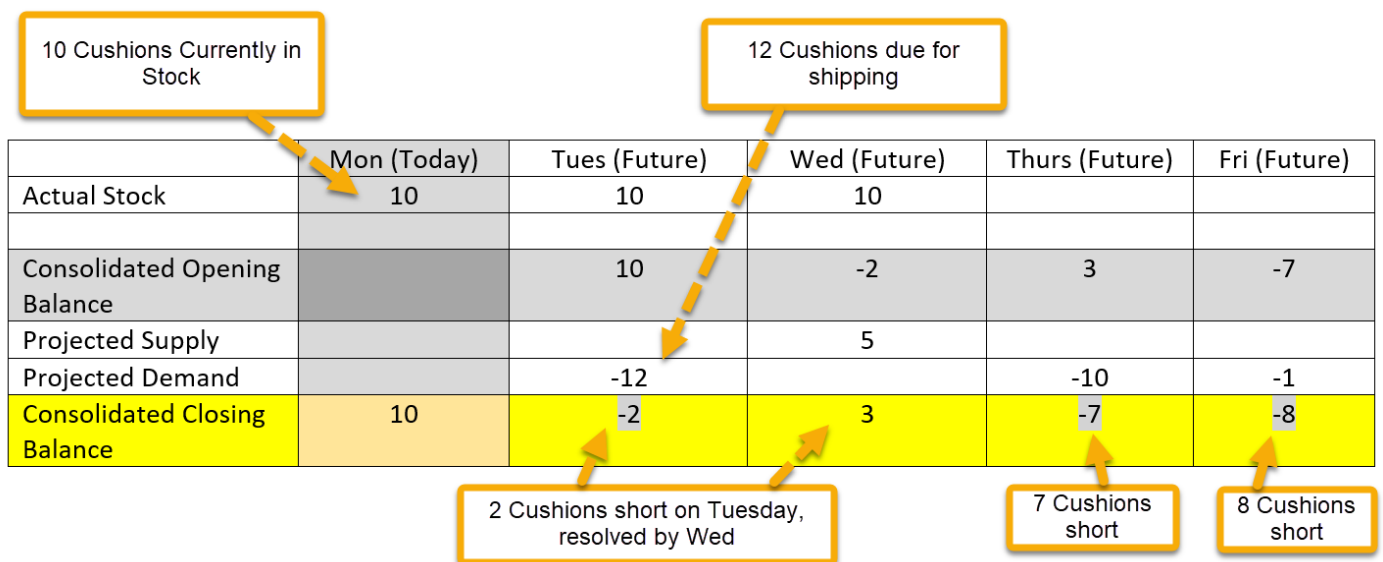 10 Cushions Currently in
Stock
12 Cushions due for
shipping
Mon (Today) Tues (Future) Wed (Future) Thurs (Future) Fri (Future)
Actual Stock 10 10 10
Consolidated Opening
Balance 10 -2 3 -7
Projected Supply 5
Projected Demand -12 -10 -1
Consolidated Closing
Balance 10 -2 3 -7 -8
2 Cushions short on Tuesday,
resolved by Wed
7 Cushions
short
8 Cushions
short